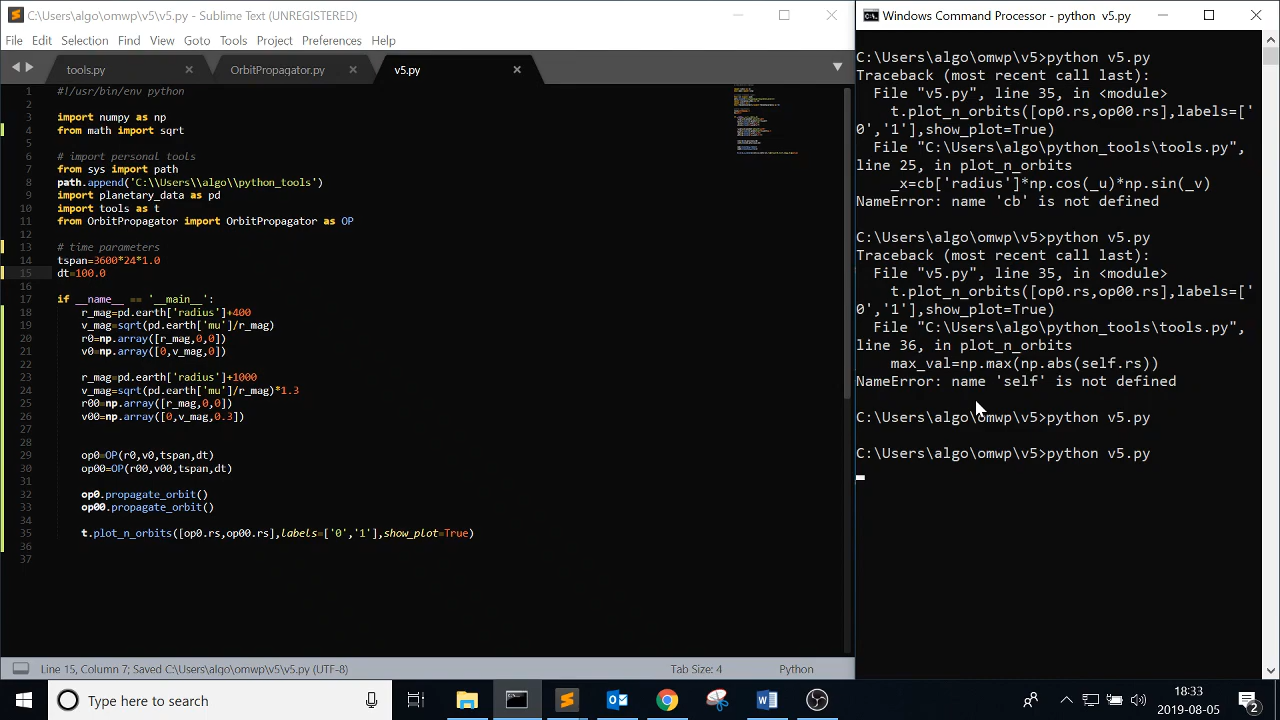 C:\Users\algo\omwp\v5\v5.py - Sublime Text (UNREGISTERED)
File Edit Selection Find View Goto Tools Project Preferences Help
tools.py OrbitPropagator.py v5.py
1 #!/usr/bin/env python
2
3 import numpy as np
4 from math import sqrt
5
6 # import personal tools
7 from sys import path
8 path.append('C:\\Users\\algo\\python_tools')
9 import planetary_data as pd
10 import tools as t
11 from OrbitPropagator import OrbitPropagator as OP
12
13 # time parameters
14 tspan=3600*24*1.0
15 dt=100.0
16
17 if __name__ == '__main__':
18 r_mag=pd.earth['radius']+400
19 v_mag=sqrt(pd.earth['mu']/r_mag)
20 r0=np.array([r_mag,0,0])
21 v0=np.array([0,v_mag,0])
22
23 r_mag=pd.earth['radius']+1000
24 v_mag=sqrt(pd.earth['mu']/r_mag)*1.3
25 r00=np.array([r_mag,0,0])
26 v00=np.array([0,v_mag,0.3])
27
28
29 op0=OP(r0,v0,tspan,dt)
30 op00=OP(r00,v00,tspan,dt)
31
32 op0.propagate_orbit()
33 op00.propagate_orbit()
34
35 t.plot_n_orbits([op0.rs,op00.rs],labels=['0','1'],show_plot=True)
36
37
Line 15, Column 7; Saved C:\Users\algo\omwp\v5\v5.py (UTF-8) Tab Size: 4 Python
Windows Command Processor - python v5.py
C:\Users\algo\omwp\v5>python v5.py
Traceback (most recent call last):
File "v5.py", line 35, in <module>
t.plot_n_orbits([op0.rs,op00.rs],labels=['
0','1'],show_plot=True)
File "C:\Users\algo\python_tools\tools.py",
line 25, in plot_n_orbits
_x=cb['radius']*np.cos(_u)*np.sin(_v)
NameError: name 'cb' is not defined
C:\Users\algo\omwp\v5>python v5.py
Traceback (most recent call last):
File "v5.py", line 35, in <module>
t.plot_n_orbits([op0.rs,op00.rs],labels=['
0','1'],show_plot=True)
File "C:\Users\algo\python_tools\tools.py",
line 36, in plot_n_orbits
max_val=np.max(np.abs(self.rs))
NameError: name 'self' is not defined
C:\Users\algo\omwp\v5>python v5.py
C:\Users\algo\omwp\v5>python v5.py
Type here to search
18:33
2019-08-05
2